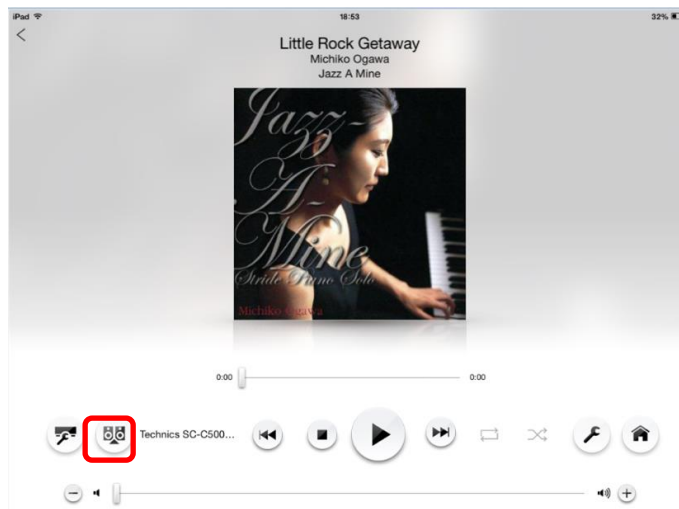 iPad
18:53
32%
Little Rock Getaway
Michiko Ogawa
Jazz A Mine
Jazz-
A-
Mine
Stride Piano Solo
Michiko Ogawa
0:00
0:00
Technics SC-C500...